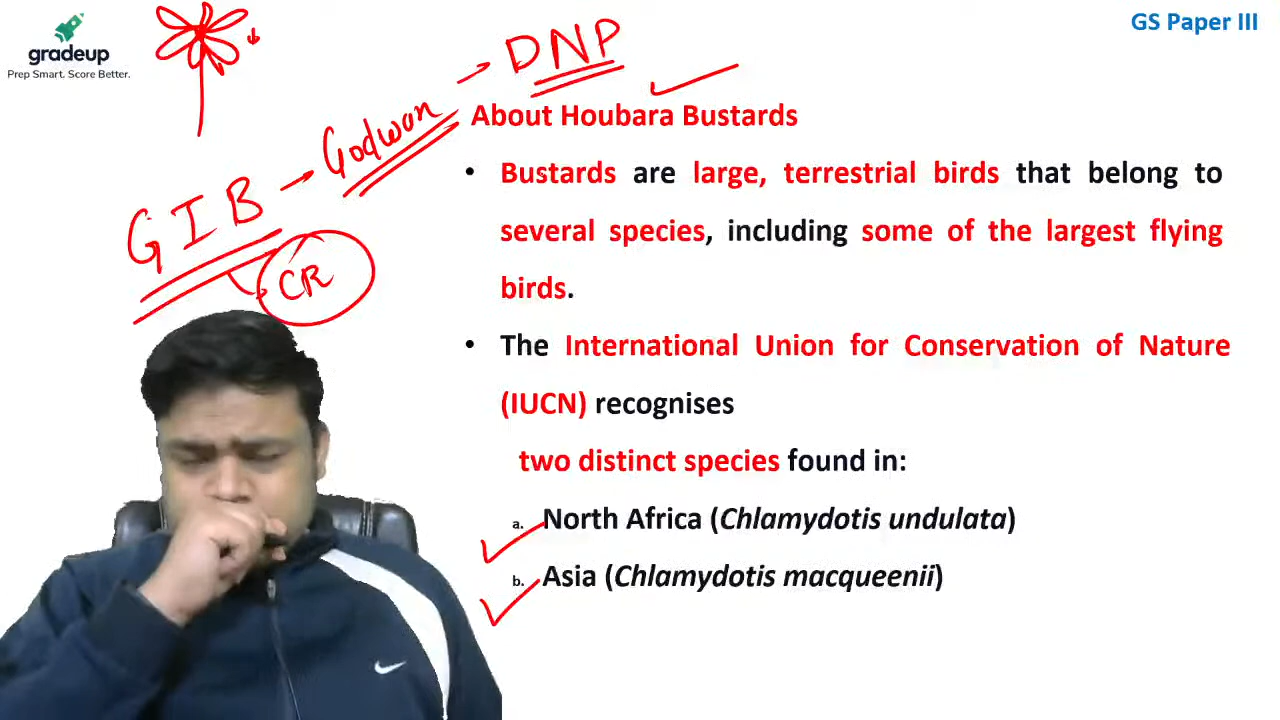 gradeup
Prep Smart. Score Better.
GS Paper III
GIB → Godwan → DNP
CR
About Houbara Bustards
• Bustards are large, terrestrial birds that belong to
several species, including some of the largest flying
birds.
• The International Union for Conservation of Nature
(IUCN) recognises
two distinct species found in:
a. North Africa (Chlamydotis undulata)
b. Asia (Chlamydotis macqueenii)